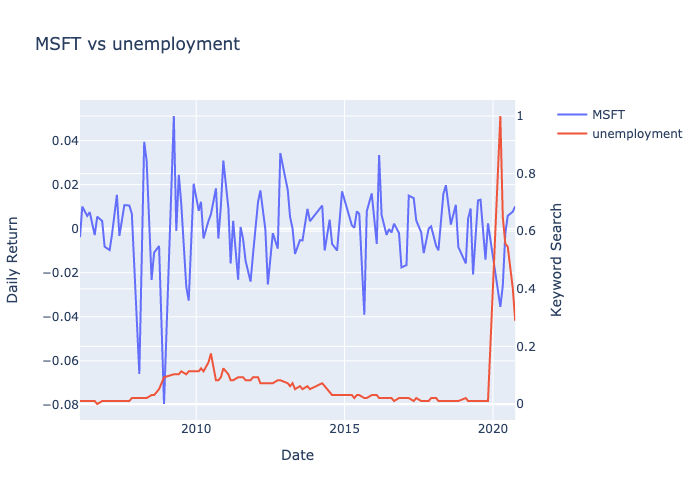 MSFT vs unemployment
MSFT
unemployment
Daily Return
0.04
0.02
0
−0.02
−0.04
−0.06
−0.08
1
0.8
0.6
0.4
0.2
0
Keyword Search
2010
2015
2020
Date